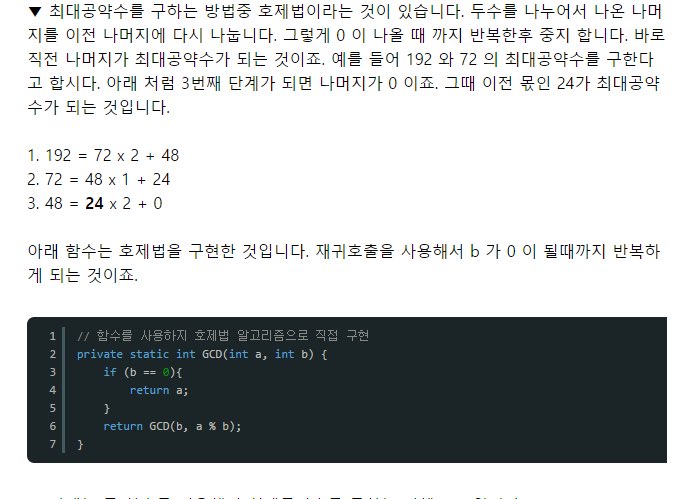 ▼ 최대공약수를 구하는 방법중 호제법이라는 것이 있습니다. 두수를 나누어서 나온 나머
지를 이전 나머지에 다시 나눕니다. 그렇게 0 이 나올 때 까지 반복한후 중지 합니다. 바로
직전 나머지가 최대공약수가 되는 것이죠. 예를 들어 192 와 72 의 최대공약수를 구한다
고 합시다. 아래 처럼 3번째 단계가 되면 나머지가 0 이죠. 그때 이전 몫인 24가 최대공약
수가 되는 것입니다.
1. 192 = 72 x 2 + 48
2. 72 = 48 x 1 + 24
3. 48 = 24 x 2 + 0
아래 함수는 호제법을 구현한 것입니다. 재귀호출을 사용해서 b 가 0 이 될때까지 반복하
게 되는 것이죠.
1 // 함수를 사용하지 호제법 알고리즘으로 직접 구현
2 private static int GCD(int a, int b) {
3 if (b == 0){
4 return a;
5 }
6 return GCD(b, a % b);
7 }